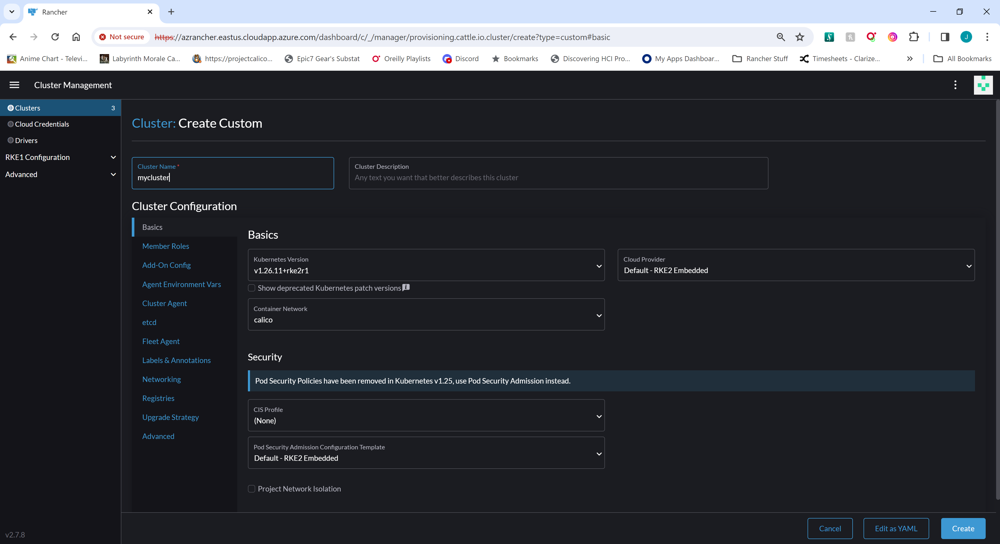 Rancher
Not secure
https://azrancher.eastus.cloudapp.azure.com/dashboard/c/_/manager/provisioning.cattle.io.cluster/create?type=custom#basic
J
Anime Chart - Televi...
E7X
Labyrinth Morale Ca...
https://projectcalico...
Epic7 Gear's Substat
Oreilly Playlists
Discord
Bookmarks
Discovering HCI Pro...
My Apps Dashboar...
Rancher Stuff
Timesheets - Clarize...
All Bookmarks
Cluster Management
Clusters 3
Cloud Credentials
Drivers
RKE1 Configuration
Advanced
v2.7.8
Cluster: Create Custom
Cluster Name *
mycluster
Cluster Description
Any text you want that better describes this cluster
Cluster Configuration
Basics
Member Roles
Add-On Config
Agent Environment Vars
Cluster Agent
etcd
Fleet Agent
Labels & Annotations
Networking
Registries
Upgrade Strategy
Advanced
Basics
Kubernetes Version
v1.26.11+rke2r1
Cloud Provider
Default - RKE2 Embedded
Show deprecated Kubernetes patch versions
Container Network
calico
Security
Pod Security Policies have been removed in Kubernetes v1.25, use Pod Security Admission instead.
CIS Profile
(None)
Pod Security Admission Configuration Template
Default - RKE2 Embedded
Project Network Isolation
Cancel
Edit as YAML
Create